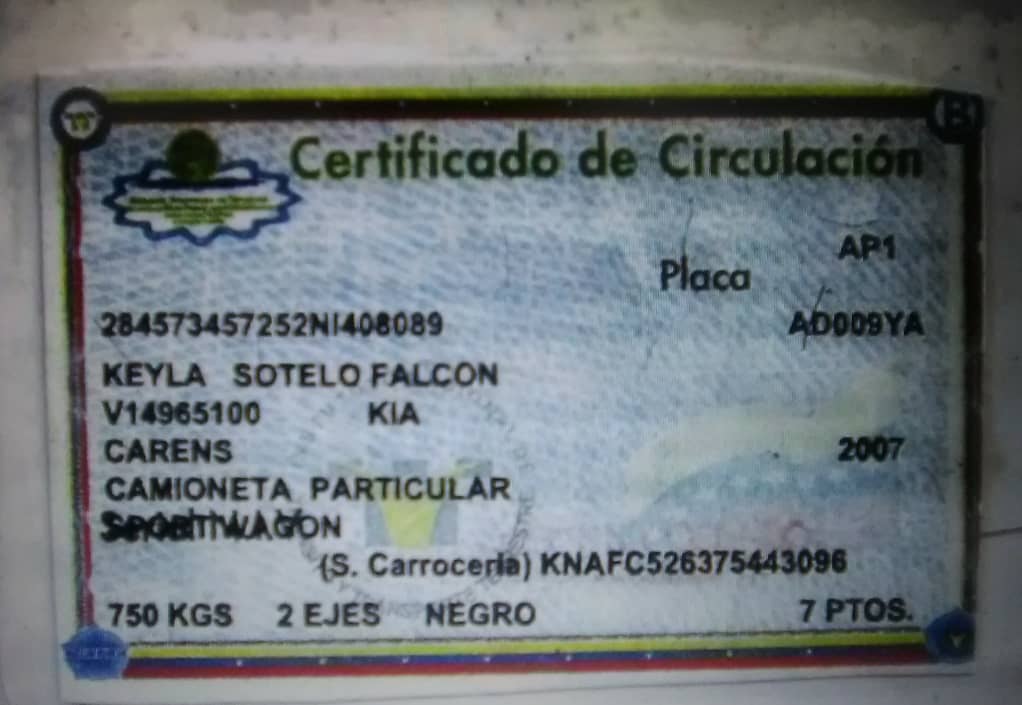 Certificado de Circulación
AP1
Placa
284573457252NI408089 AD009YA
KEYLA SOTELO FALCON
V14965100 KIA
CARENS 2007
CAMIONETA PARTICULAR
(S. Carroceria) KNAFC526375443096
750 KGS 2 EJES NEGRO 7 PTOS.